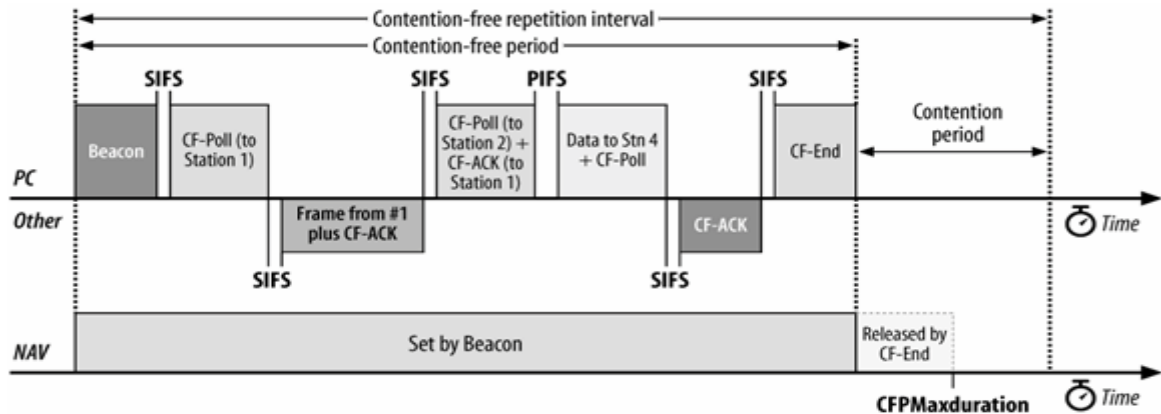 Contention-free repetition interval
Contention-free period
SIFS
SIFS
PIFS
SIFS
Beacon
CF-Poll (to
Station 1)
CF-Poll (to
Station 2) +
CF-ACK (to
Station 1)
Data to Stn 4
+ CF-Poll
CF-End
Contention
period
PC
Other
Frame from #1
plus CF-ACK
CF-ACK
Time
SIFS
SIFS
NAV
Set by Beacon
Released by
CF-End
Time
CFPMaxduration